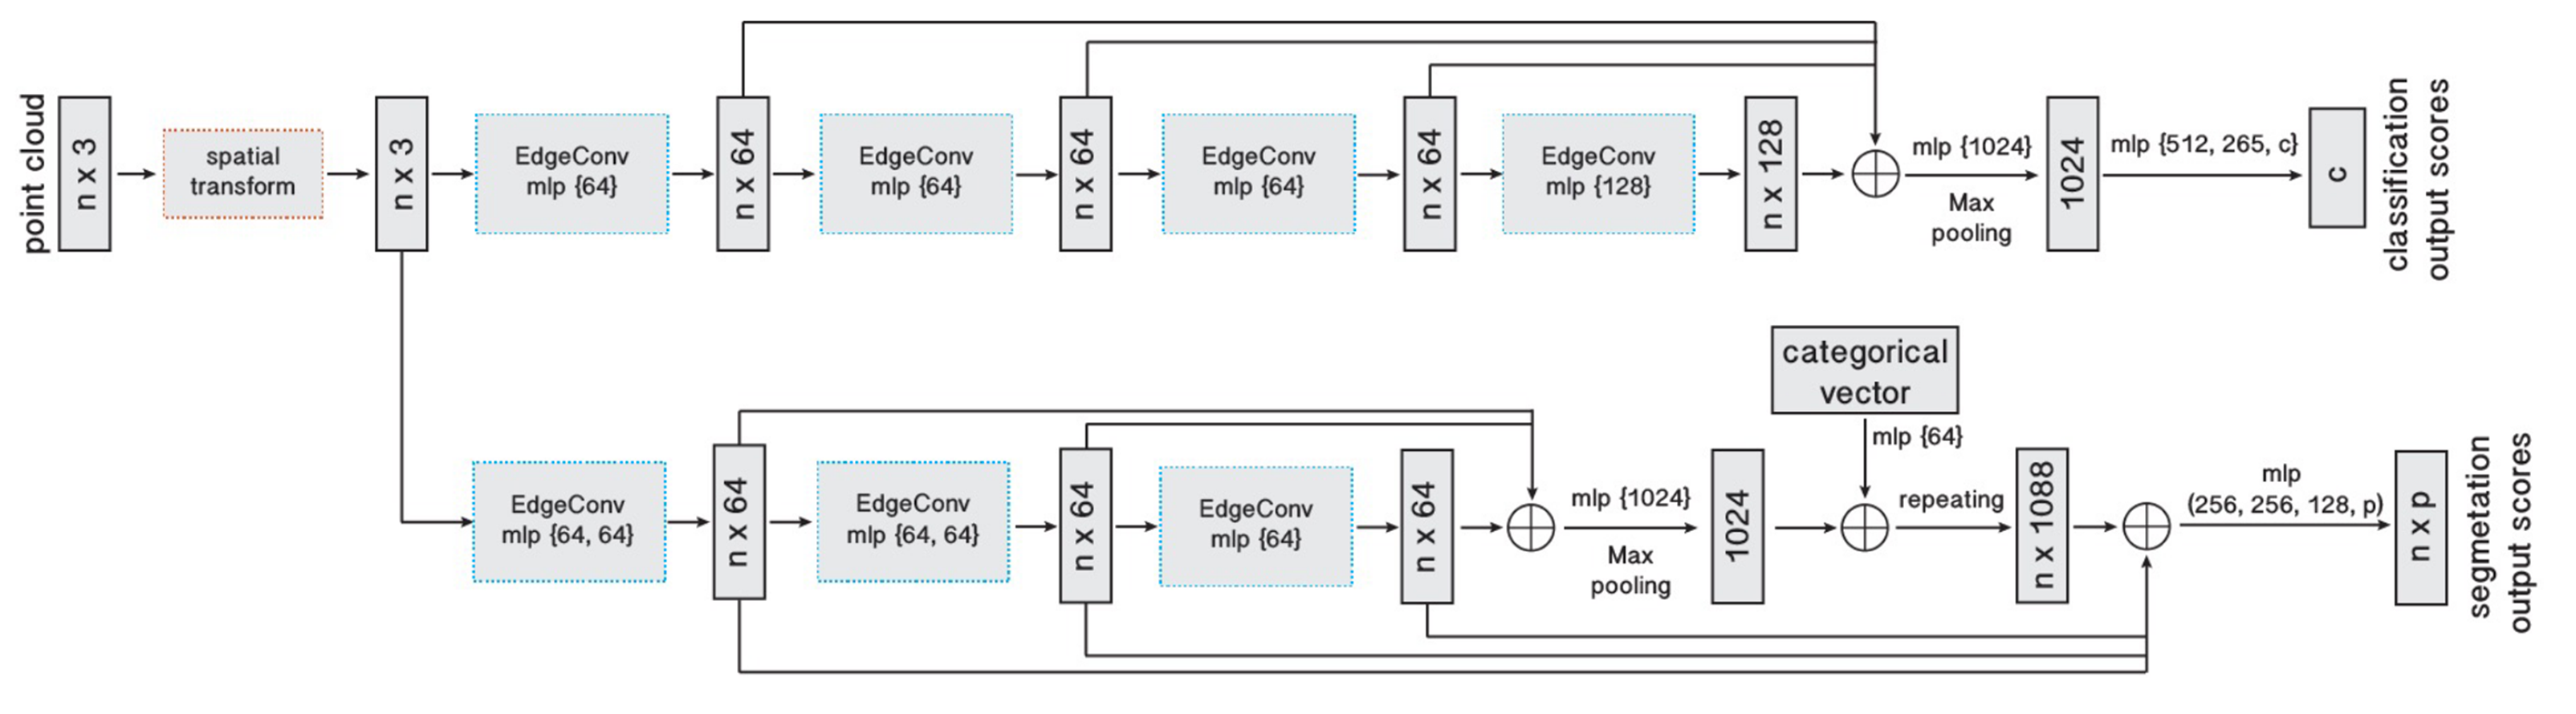 point cloud
n x 3
spatial
transform
n x 3
EdgeConv
mlp {64}
n x 64
EdgeConv
mlp {64}
n x 64
EdgeConv
mlp {64}
n x 64
EdgeConv
mlp {128}
n x 128
mlp {1024}
Max
pooling
1024
mlp {512, 265, c}
c
classification
output scores
EdgeConv
mlp {64, 64}
n x 64
EdgeConv
mlp {64, 64}
n x 64
EdgeConv
mlp {64}
n x 64
mlp {1024}
Max
pooling
1024
categorical
vector
mlp {64}
repeating
n x 1088
mlp
(256, 256, 128, p)
n x p
segmetation
output scores